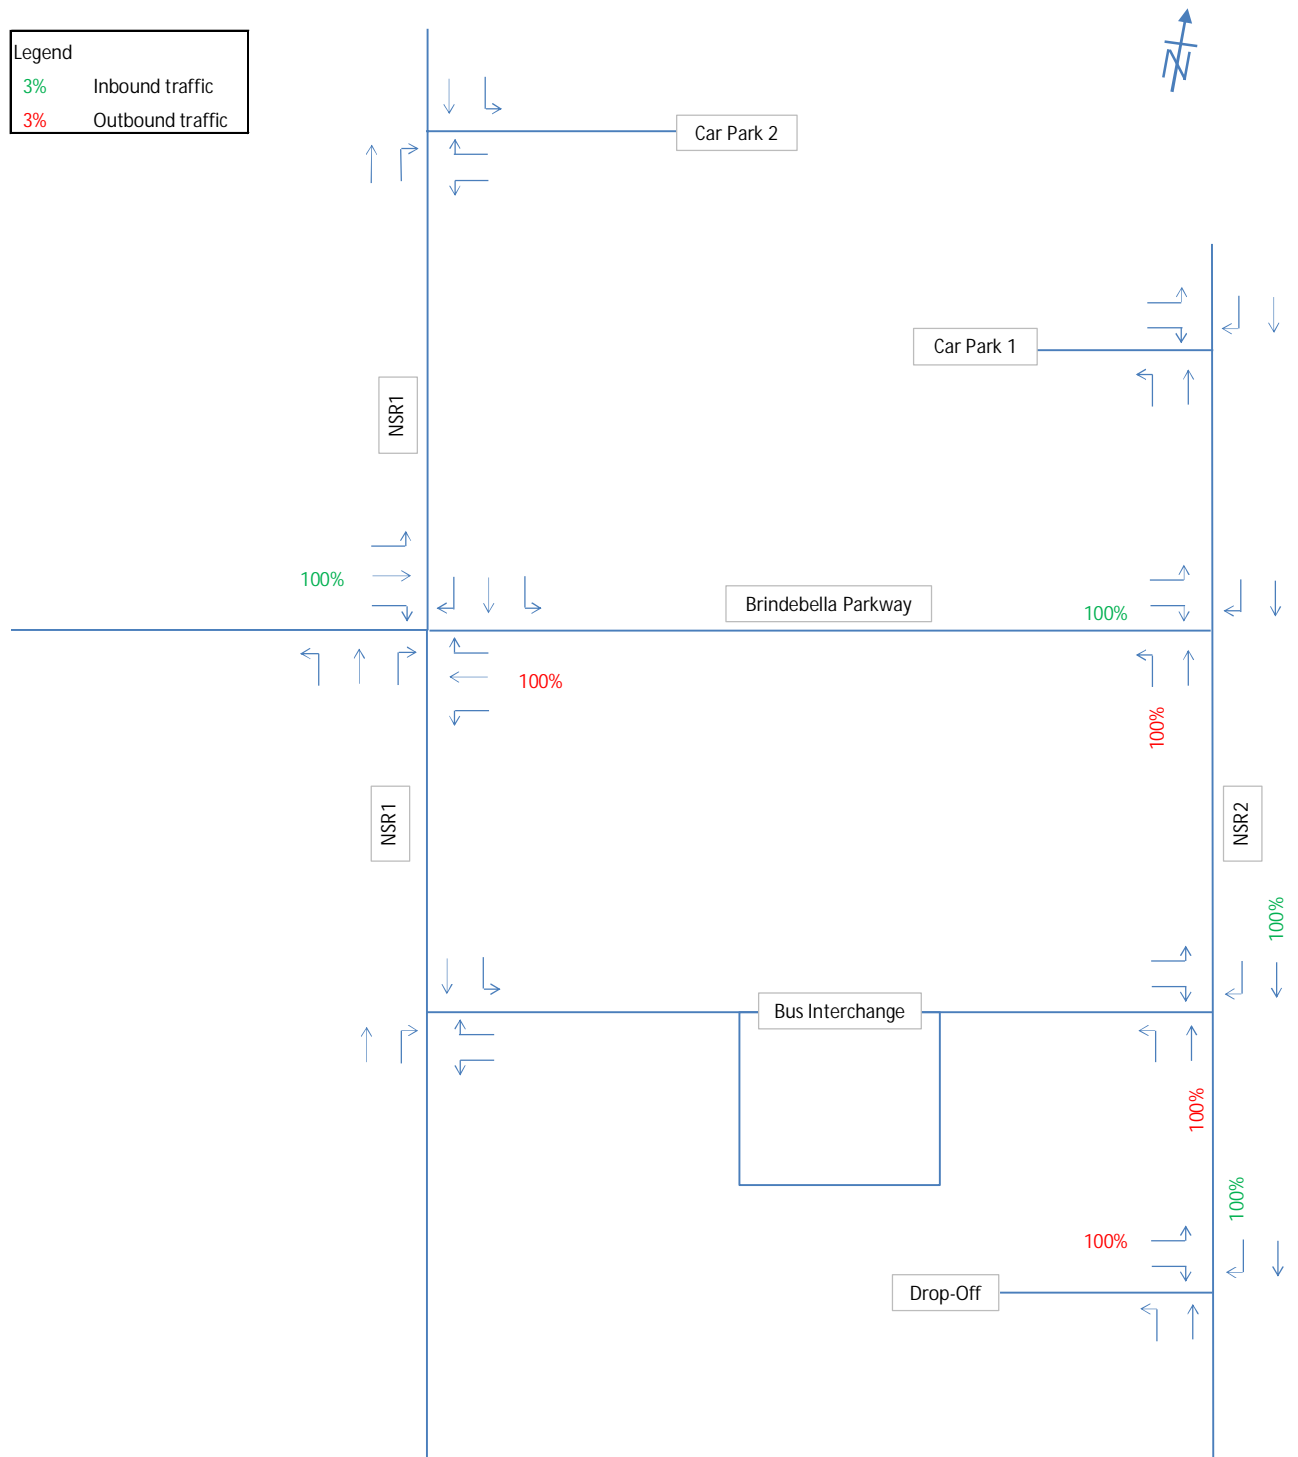 N
Legend
3% Inbound traffic
3% Outbound traffic
Car Park 2
Car Park 1
NSR1
100%
Brindebella Parkway
100%
100%
100%
NSR1
NSR2
100%
Bus Interchange
100%
100%
100%
Drop-Off